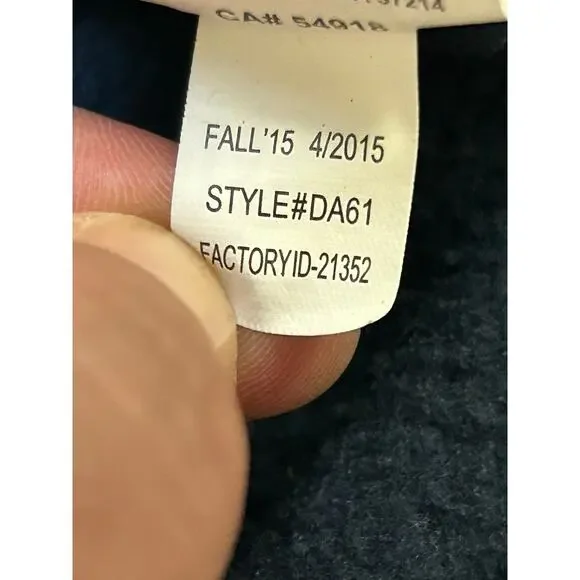 CA# 54918
FALL'15 4/2015
STYLE#DA61
FACTORYID-21352